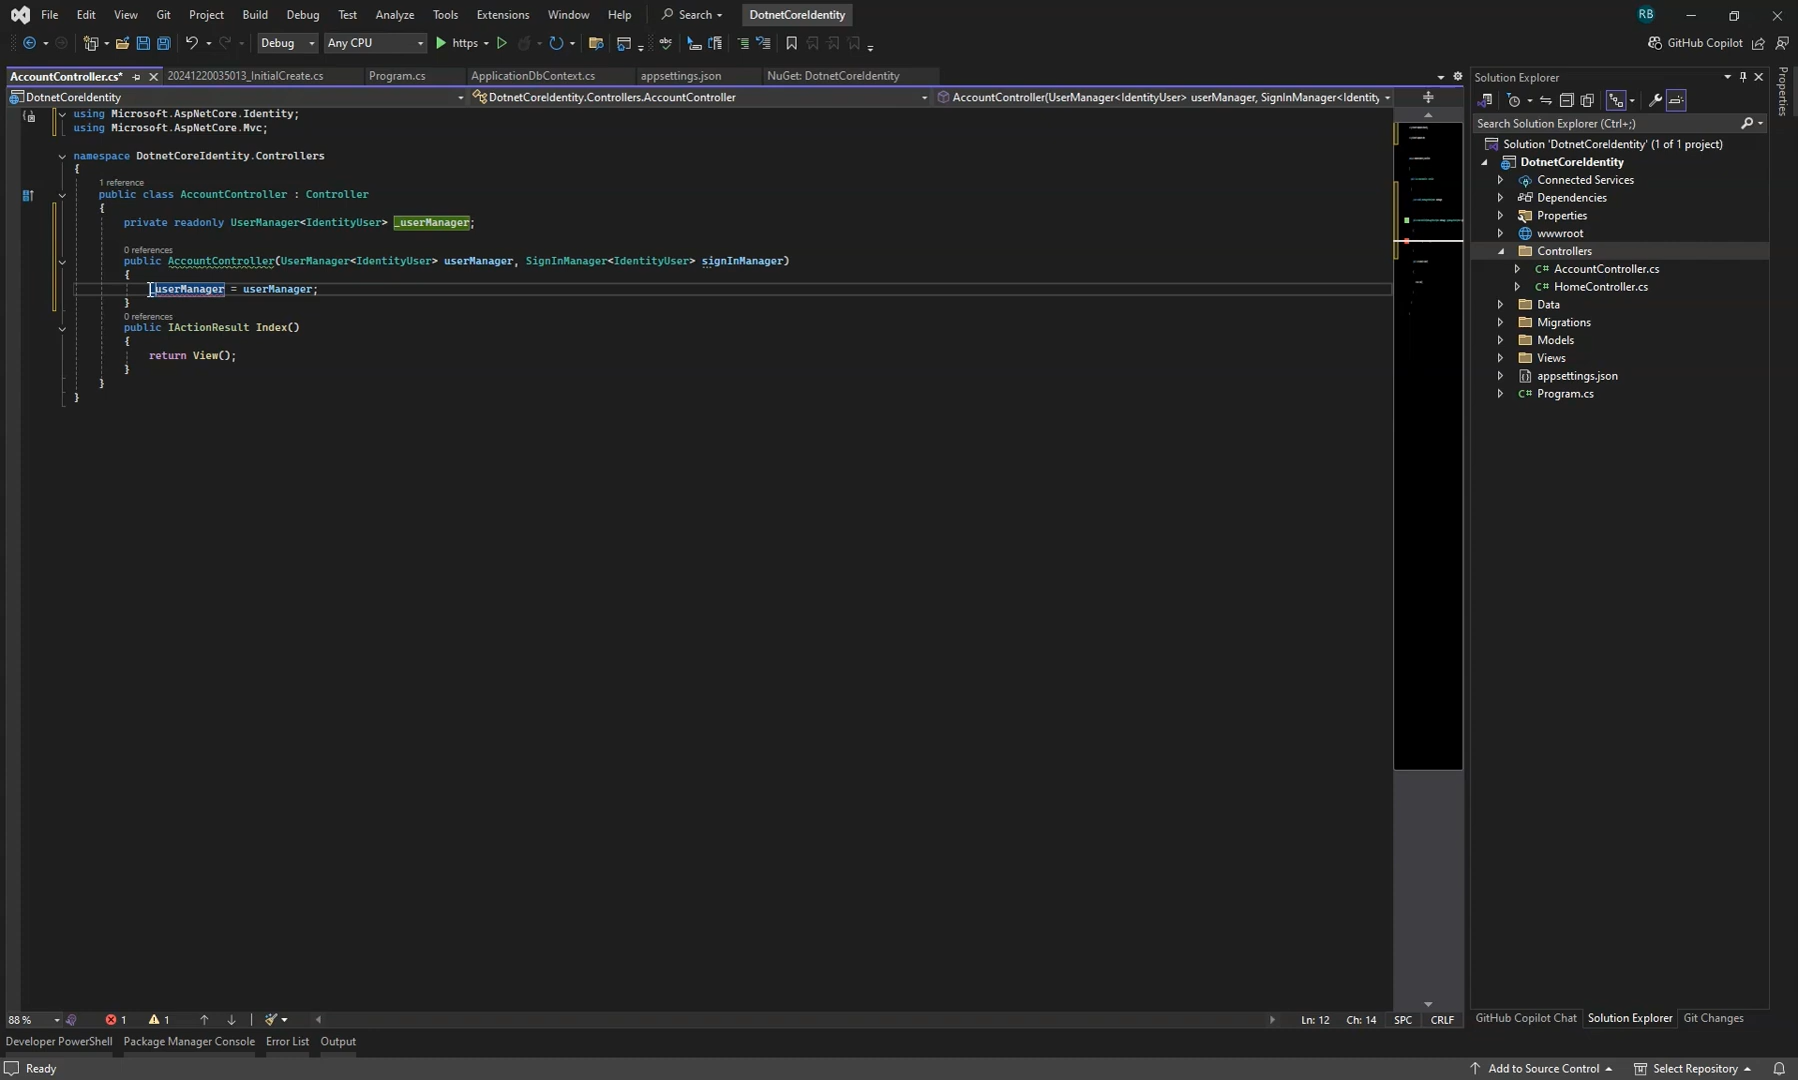 File Edit View Git Project Build Debug Test Analyze Tools Extensions Window Help Search DotnetCoreIdentity RB
Debug Any CPU https GitHub Copilot
AccountController.cs* 20241220035013_InitialCreate.cs Program.cs ApplicationDbContext.cs appsettings.json NuGet: DotnetCoreIdentity
DotnetCoreIdentity DotnetCoreIdentity.Controllers.AccountController AccountController(UserManager<IdentityUser> userManager, SignInManager<Identity
using Microsoft.AspNetCore.Identity;
using Microsoft.AspNetCore.Mvc;
namespace DotnetCoreIdentity.Controllers
{
1 reference
public class AccountController : Controller
{
private readonly UserManager<IdentityUser> _userManager;
0 references
public AccountController(UserManager<IdentityUser> userManager, SignInManager<IdentityUser> signInManager)
{
_userManager = userManager;
}
0 references
public IActionResult Index()
{
return View();
}
}
}
Solution Explorer
Search Solution Explorer (Ctrl+;)
Solution 'DotnetCoreIdentity' (1 of 1 project)
DotnetCoreIdentity
Connected Services
Dependencies
Properties
wwwroot
Controllers
C# AccountController.cs
C# HomeController.cs
Data
Migrations
Models
Views
appsettings.json
C# Program.cs
Properties
88 % 1 1 Ln: 12 Ch: 14 SPC CRLF
GitHub Copilot Chat Solution Explorer Git Changes
Developer PowerShell Package Manager Console Error List Output
Ready Add to Source Control Select Repository